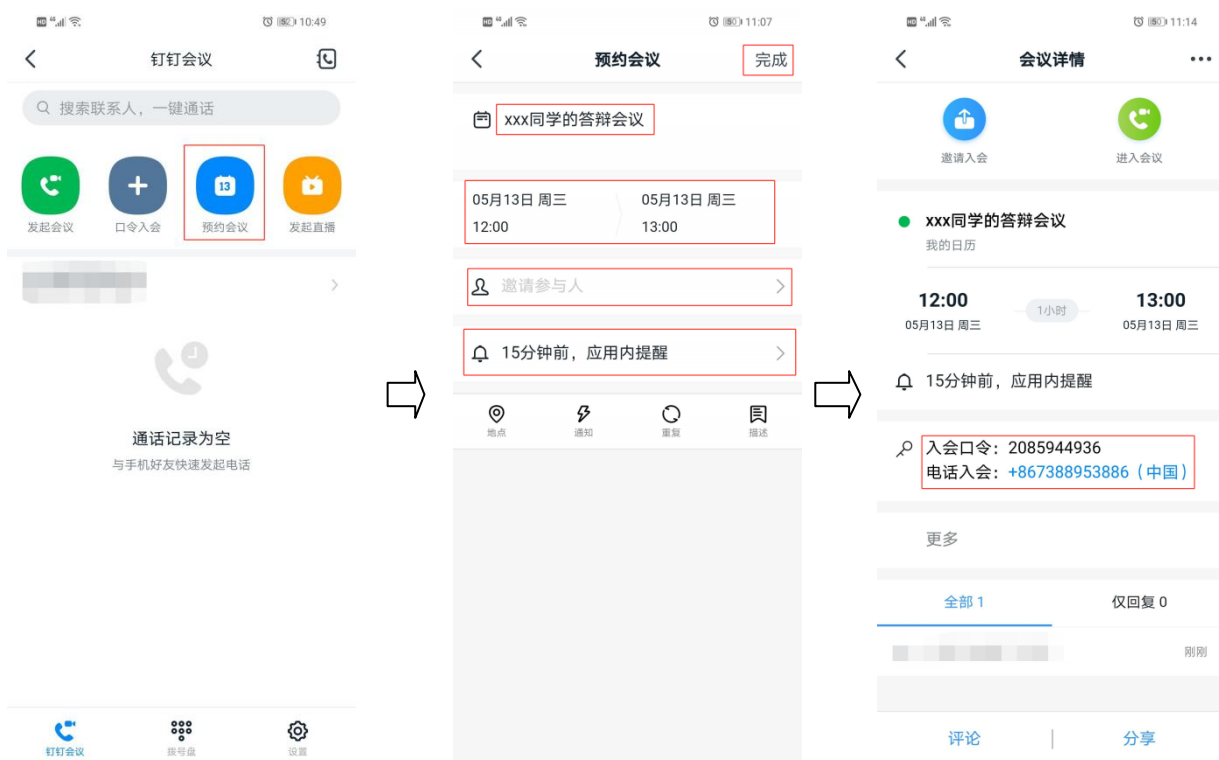 10:49
钉钉会议
搜索联系人，一键通话
13
发起会议
口令入会
预约会议
发起直播
通话记录为空
与手机好友快速发起电话
钉钉会议
拨号盘
设置
11:07
预约会议
完成
xxx同学的答辩会议
05月13日 周三
05月13日 周三
12:00
13:00
邀请参与人
15分钟前，应用内提醒
地点
通知
重复
描述
11:14
会议详情
邀请入会
进入会议
xxx同学的答辩会议
我的日历
12:00
1小时
13:00
05月13日 周三
05月13日 周三
15分钟前，应用内提醒
入会口令：2085944936
电话入会：+867388953886（中国）
更多
全部 1
仅回复 0
刚刚
评论
分享